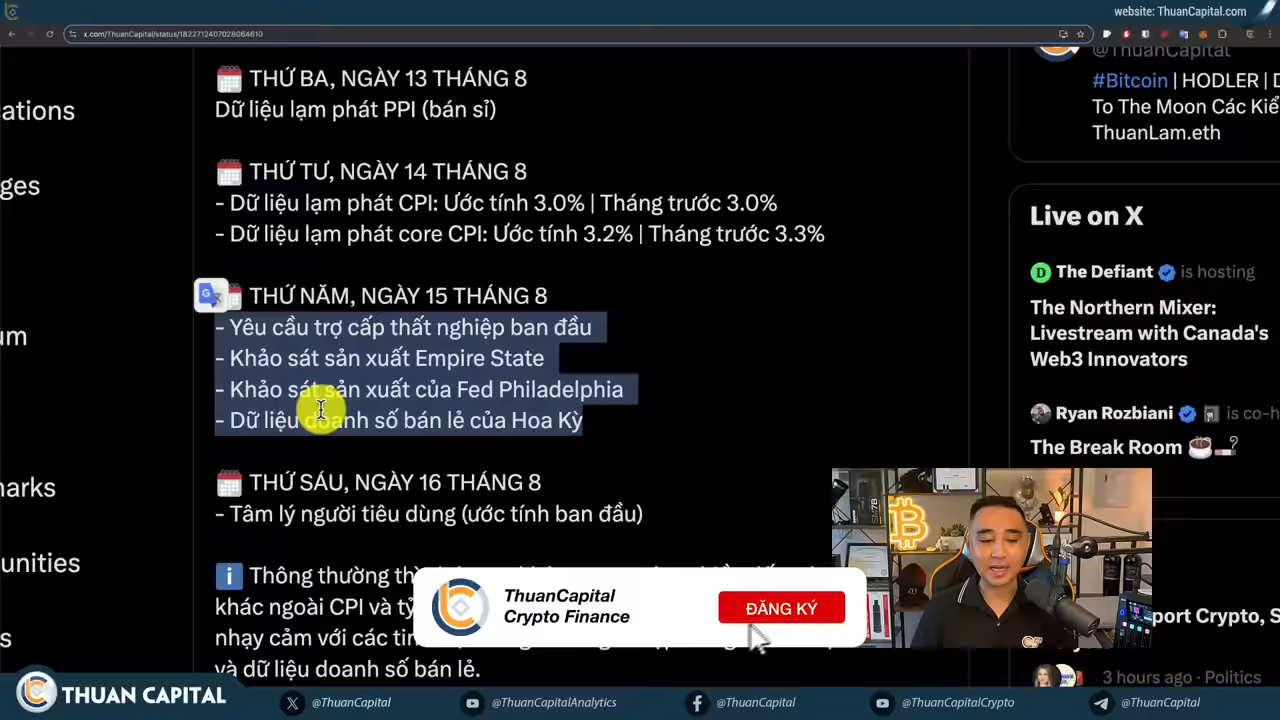 website: ThuanCapital.com
x.com/ThuanCapital/status/1822712407028064610
@ThuanCapital
#Bitcoin | HODLER | D
To The Moon Các Kiể
ThuanLam.eth
ations
ges
um
arks
unities
s
THỨ BA, NGÀY 13 THÁNG 8
Dữ liệu lạm phát PPI (bán sỉ)
THỨ TƯ, NGÀY 14 THÁNG 8
- Dữ liệu lạm phát CPI: Ước tính 3.0% | Tháng trước 3.0%
- Dữ liệu lạm phát core CPI: Ước tính 3.2% | Tháng trước 3.3%
THỨ NĂM, NGÀY 15 THÁNG 8
- Yêu cầu trợ cấp thất nghiệp ban đầu
- Khảo sát sản xuất Empire State
- Khảo sát sản xuất của Fed Philadelphia
- Dữ liệu doanh số bán lẻ của Hoa Kỳ
THỨ SÁU, NGÀY 16 THÁNG 8
- Tâm lý người tiêu dùng (ước tính ban đầu)
Thông thường
khác ngoài CPI và
nhạy cảm với các
và dữ liệu doanh số bán lẻ.
Live on X
The Defiant is hosting
The Northern Mixer:
Livestream with Canada's
Web3 Innovators
Ryan Rozbiani is co-h
The Break Room
port Crypto, S
3 hours ago · Politics
ThuanCapital
Crypto Finance
ĐĂNG KÝ
THUAN CAPITAL
@ThuanCapital
@ThuanCapitalAnalytics
@ThuanCapital
@ThuanCapitalCrypto
@ThuanCapital